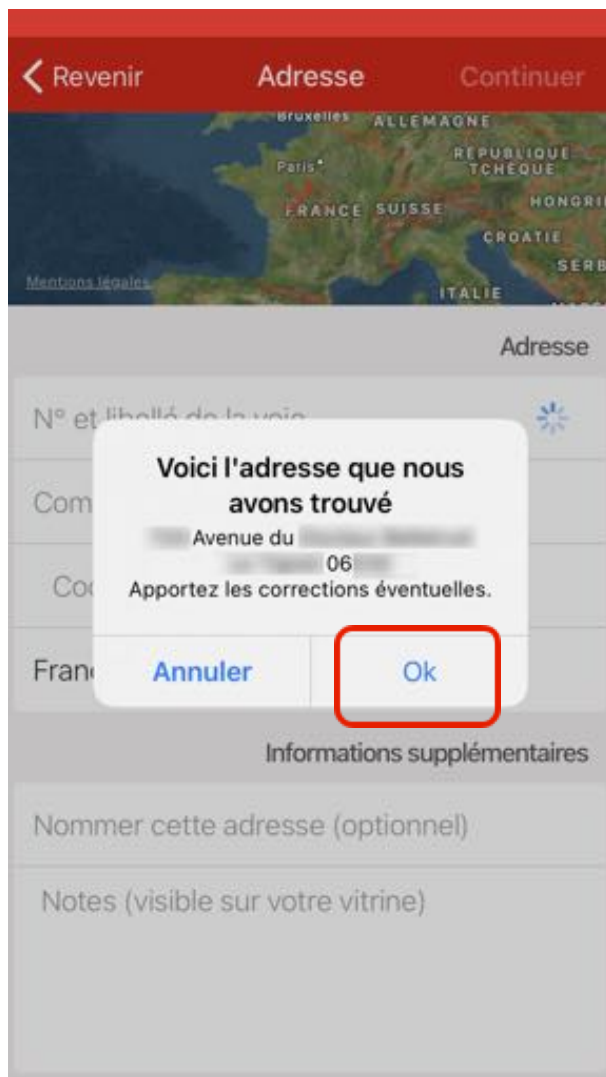 Revenir Adresse Continuer
Bruxelles ALLEMAGNE
Paris RÉPUBLIQUE
TCHÈQUE
FRANCE SUISSE HONGRI
CROATIE
SERB
Mentions légales ITALIE
Adresse
N° et libellé de la voie
Voici l'adresse que nous
avons trouvé
Com
Avenue du
06
Apportez les corrections éventuelles.
Annuler Ok
Informations supplémentaires
Nommer cette adresse (optionnel)
Notes (visible sur votre vitrine)